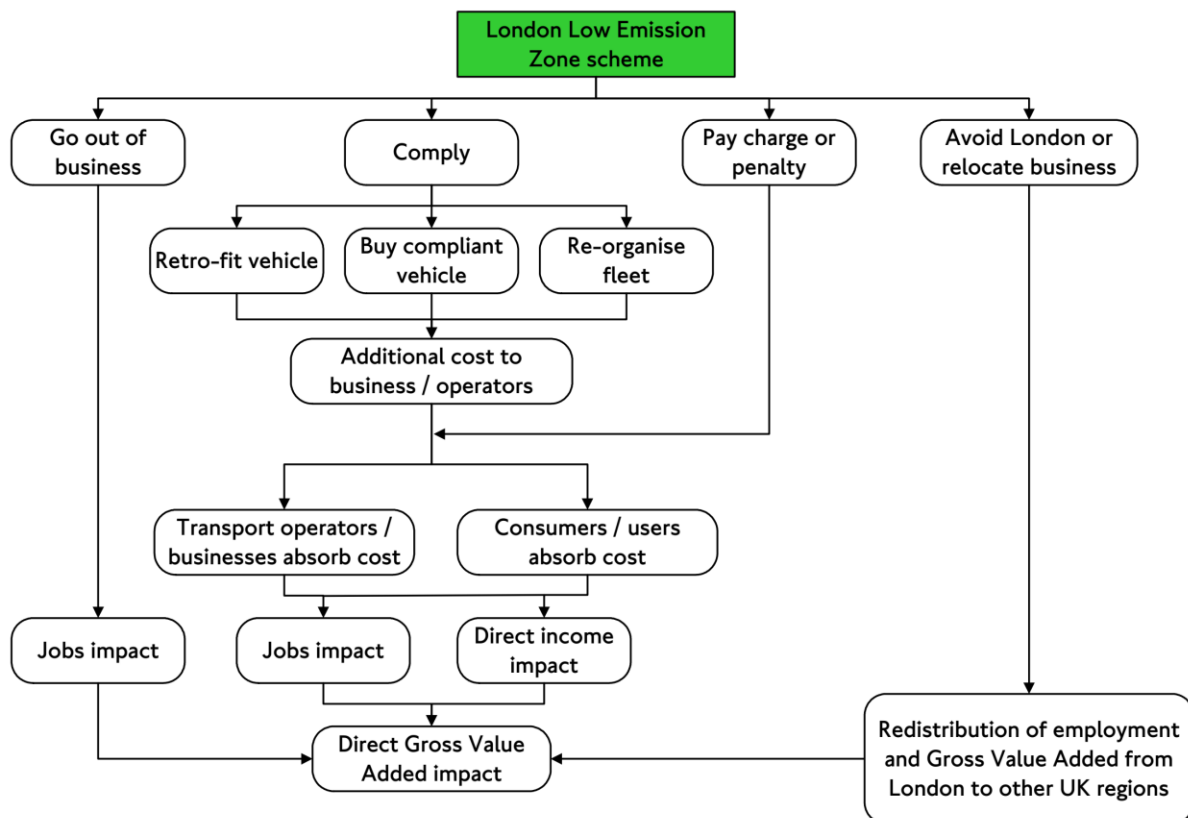 London Low Emission
Zone scheme
Go out of
business
Comply
Pay charge or
penalty
Avoid London or
relocate business
Retro-fit vehicle
Buy compliant
vehicle
Re-organise
fleet
Additional cost to
business / operators
Transport operators /
businesses absorb cost
Consumers / users
absorb cost
Jobs impact
Jobs impact
Direct income
impact
Direct Gross Value
Added impact
Redistribution of employment
and Gross Value Added from
London to other UK regions